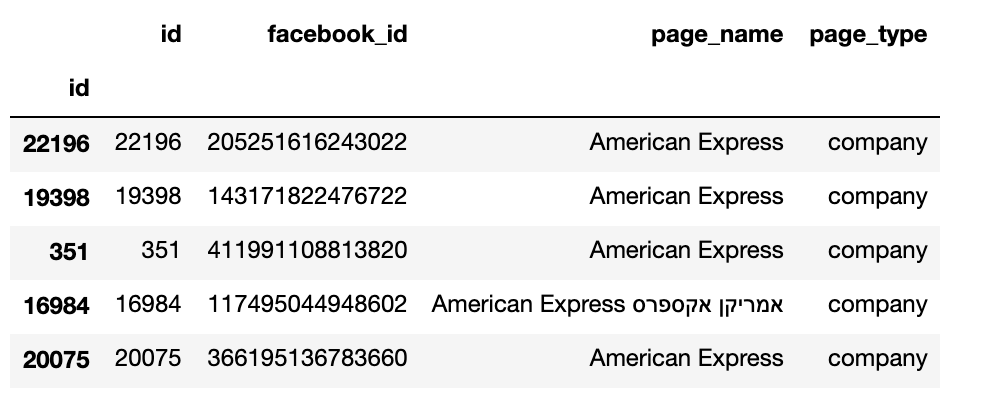 id facebook_id page_name page_type
id
22196 22196 205251616243022 American Express company
19398 19398 143171822476722 American Express company
351 351 411991108813820 American Express company
16984 16984 117495044948602 American Express אמריקן אקספרס company
20075 20075 366195136783660 American Express company